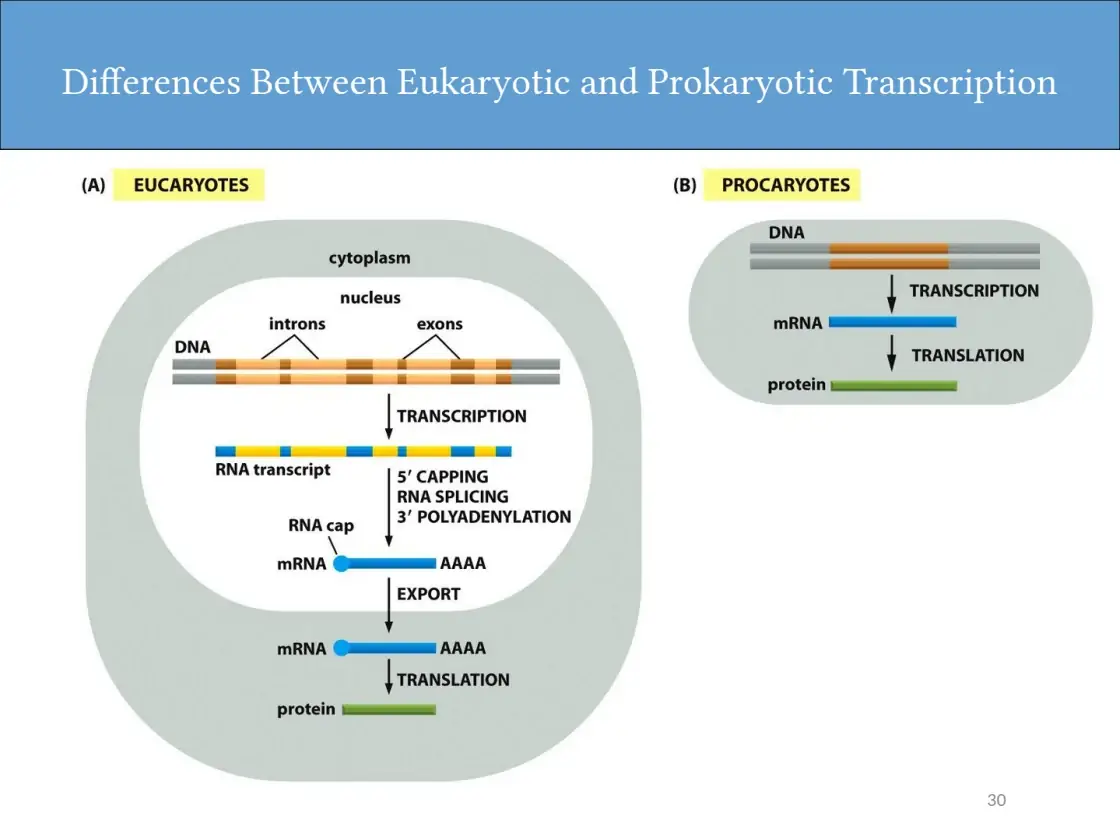 Differences Between Eukaryotic and Prokaryotic Transcription
(A) EUCARYOTES
cytoplasm
nucleus
introns
exons
DNA
TRANSCRIPTION
RNA transcript
5′ CAPPING
RNA SPLICING
3′ POLYADENYLATION
RNA cap
mRNA AAAA
EXPORT
mRNA AAAA
TRANSLATION
protein
(B) PROCARYOTES
DNA
TRANSCRIPTION
mRNA
TRANSLATION
protein
30